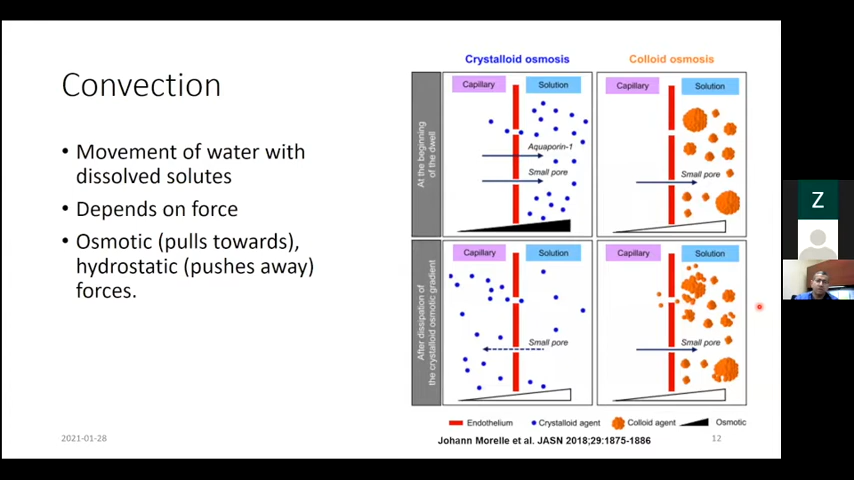 Convection
• Movement of water with
dissolved solutes
• Depends on force
• Osmotic (pulls towards),
hydrostatic (pushes away)
forces.
Crystalloid osmosis
Colloid osmosis
At the beginning
of the dwell
Capillary
Solution
Aquaporin-1
Small pore
Capillary
Solution
Small pore
After dissipation of
the crystalloid osmotic gradient
Capillary
Solution
Small pore
Capillary
Solution
Small pore
Endothelium
Crystalloid agent
Colloid agent
Osmotic
Johann Morelle et al. JASN 2018;29:1875-1886
2021-01-28
12
Z